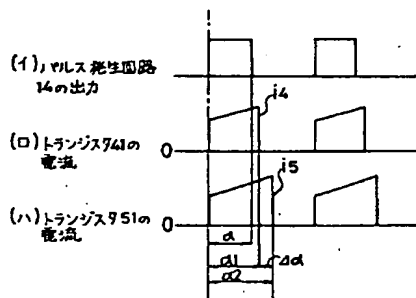 (イ)パルス発生回路
14の出力
i4
(ロ)トランジスタ41の
電流
0
i5
(ハ)トランジスタ51の
電流
0
α
α1
Δα
α2